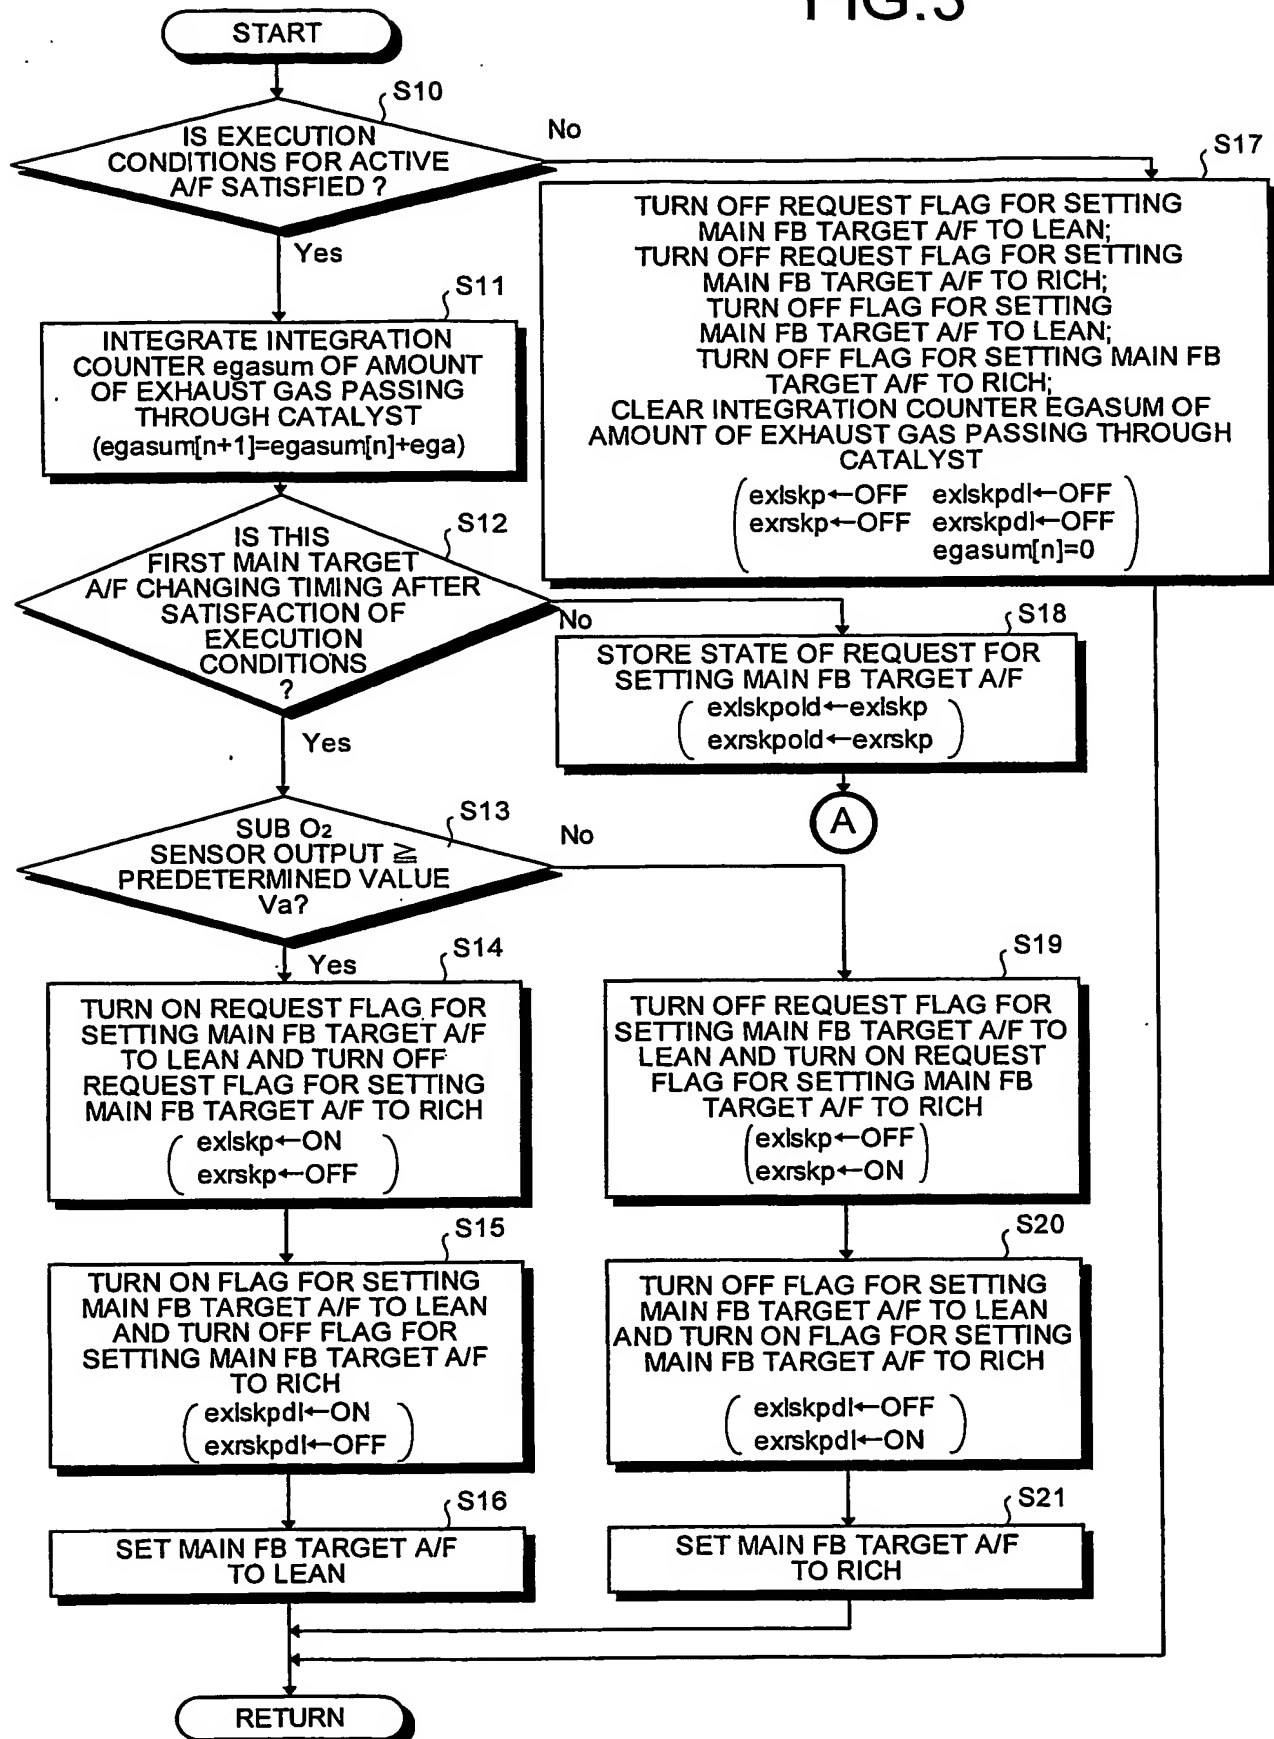 FIG.3
START
S10
IS EXECUTION
CONDITIONS FOR ACTIVE
A/F SATISFIED ?
No
Yes
S17
TURN OFF REQUEST FLAG FOR SETTING
MAIN FB TARGET A/F TO LEAN;
TURN OFF REQUEST FLAG FOR SETTING
MAIN FB TARGET A/F TO RICH;
TURN OFF FLAG FOR SETTING
MAIN FB TARGET A/F TO LEAN;
TURN OFF FLAG FOR SETTING MAIN FB
TARGET A/F TO RICH;
CLEAR INTEGRATION COUNTER EGASUM OF
AMOUNT OF EXHAUST GAS PASSING THROUGH
CATALYST
(exlskp←OFF exlskpdl←OFF
exrskp←OFF exrskpdl←OFF
egasum[n]=0)
S11
INTEGRATE INTEGRATION
COUNTER egasum OF AMOUNT
OF EXHAUST GAS PASSING
THROUGH CATALYST
(egasum[n+1]=egasum[n]+ega)
S12
IS THIS
FIRST MAIN TARGET
A/F CHANGING TIMING AFTER
SATISFACTION OF
EXECUTION
CONDITIONS
?
No
Yes
S18
STORE STATE OF REQUEST FOR
SETTING MAIN FB TARGET A/F
(exlskpold←exlskp
exrskpold←exrskp)
A
S13
SUB O2
SENSOR OUTPUT ≧
PREDETERMINED VALUE
Va?
No
Yes
S14
TURN ON REQUEST FLAG FOR
SETTING MAIN FB TARGET A/F
TO LEAN AND TURN OFF
REQUEST FLAG FOR SETTING
MAIN FB TARGET A/F TO RICH
(exlskp←ON
exrskp←OFF)
S19
TURN OFF REQUEST FLAG FOR
SETTING MAIN FB TARGET A/F TO
LEAN AND TURN ON REQUEST
FLAG FOR SETTING MAIN FB
TARGET A/F TO RICH
(exlskp←OFF
exrskp←ON)
S15
TURN ON FLAG FOR SETTING
MAIN FB TARGET A/F TO LEAN
AND TURN OFF FLAG FOR
SETTING MAIN FB TARGET A/F
TO RICH
(exlskpdl←ON
exrskpdl←OFF)
S20
TURN OFF FLAG FOR SETTING
MAIN FB TARGET A/F TO LEAN
AND TURN ON FLAG FOR SETTING
MAIN FB TARGET A/F TO RICH
(exlskpdl←OFF
exrskpdl←ON)
S16
SET MAIN FB TARGET A/F
TO LEAN
S21
SET MAIN FB TARGET A/F
TO RICH
RETURN